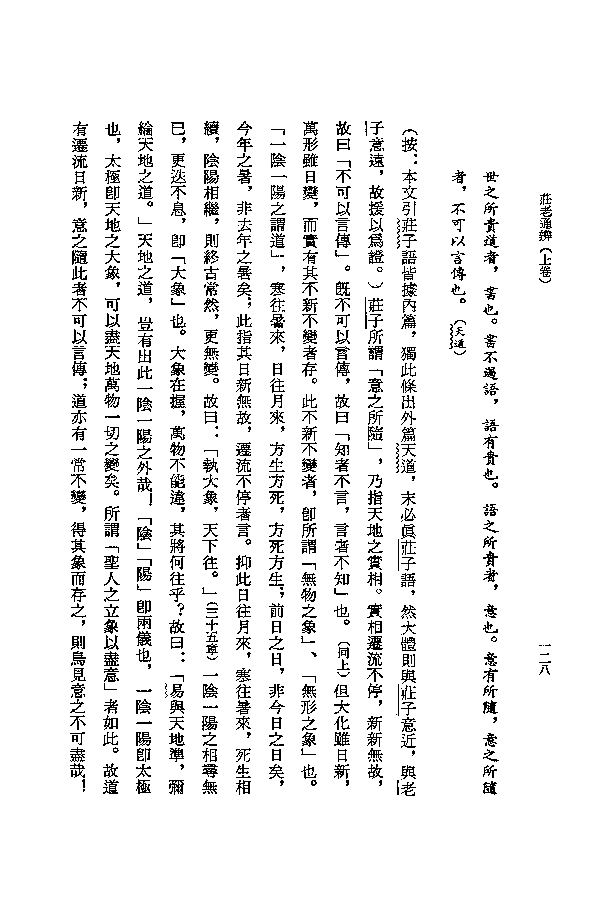 莊老通辨（上卷）
一二八
世之所貴道者，書也。書不過語，語有貴也。語之所貴者，意也。意有所隨，意之所隨
者，不可以言傳也。（天道）
（按：本文引莊子語皆據內篇，獨此條出外篇天道，未必眞莊子語，然大體則與莊子意近，與老
子意遠，故援以爲證。）莊子所謂「意之所隨」，乃指天地之實相。實相遷流不停，新新無故，
故曰「不可以言傳」。旣不可以言傳，故曰「知者不言，言者不知」也。（同上）但大化雖日新，
萬形雖日變，而實有其不新不變者存。此不新不變者，卽所謂「無物之象」、「無形之象」也。
「一陰一陽之謂道」，寒往暑來，日往月來，方生方死，方死方生；前日之日，非今日之日矣，
今年之暑，非去年之暑矣；此指其日新無故，遷流不停者言。抑此日往月來，寒往暑來，死生相
續，陰陽相繼，則終古常然，更無變。故曰：「執大象，天下往。」（三十五章）一陰一陽之相尋無
已，更迭不息，卽「大象」也。大象在握，萬物不能違，其將何往乎？故曰：「易與天地準，彌
綸天地之道。」天地之道，豈有出此一陰一陽之外哉！「陰」「陽」卽兩儀也，一陰一陽卽太極
也，太極卽天地之大象，可以盡天地萬物一切之變矣。所謂「聖人之立象以盡意」者如此。故道
有遷流日新，意之隨此者不可以言傳；道亦有一常不變，得其象而存之，則烏見意之不可盡哉！